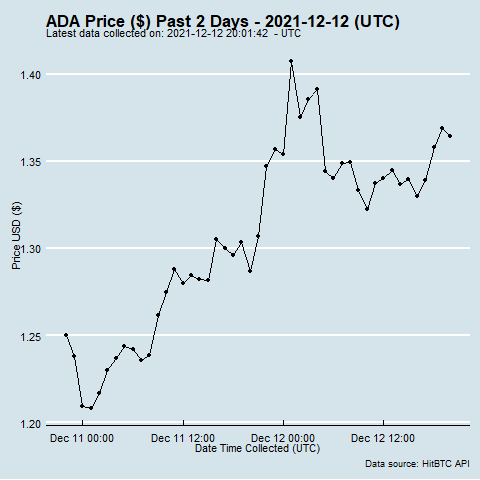 ADA Price ($) Past 2 Days - 2021-12-12 (UTC)
Latest data collected on: 2021-12-12 20:01:42  - UTC
1.40
1.35
1.30
1.25
1.20
Price USD ($)
Dec 11 00:00
Dec 11 12:00
Dec 12 00:00
Dec 12 12:00
Date Time Collected (UTC)
Data source: HitBTC API